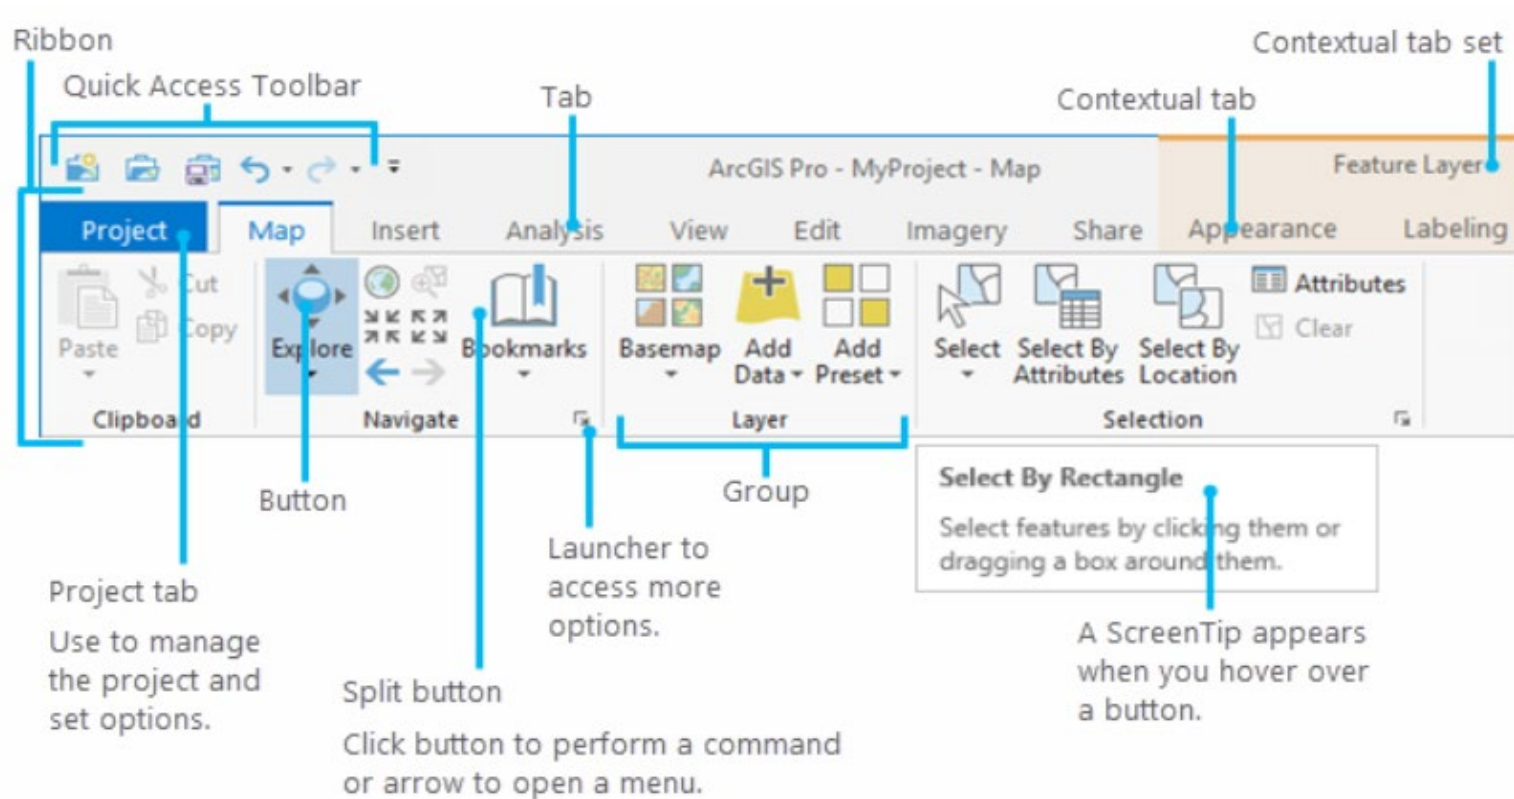 Ribbon
Contextual tab set
Quick Access Toolbar
Tab
Contextual tab
ArcGIS Pro - MyProject - Map
Feature Layer
Project
Map
Insert
Analysis
View
Edit
Imagery
Share
Appearance
Labeling
Paste
Cut
Copy
Clipboard
Explore
Bookmarks
Navigate
Basemap
Add
Data
Add
Preset
Layer
Select
Select By
Attributes
Select By
Location
Attributes
Clear
Selection
Button
Group
Select By Rectangle
Select features by clicking them or
dragging a box around them.
Launcher to
access more
options.
Project tab
Use to manage
the project and
set options.
Split button
Click button to perform a command
or arrow to open a menu.
A ScreenTip appears
when you hover over
a button.